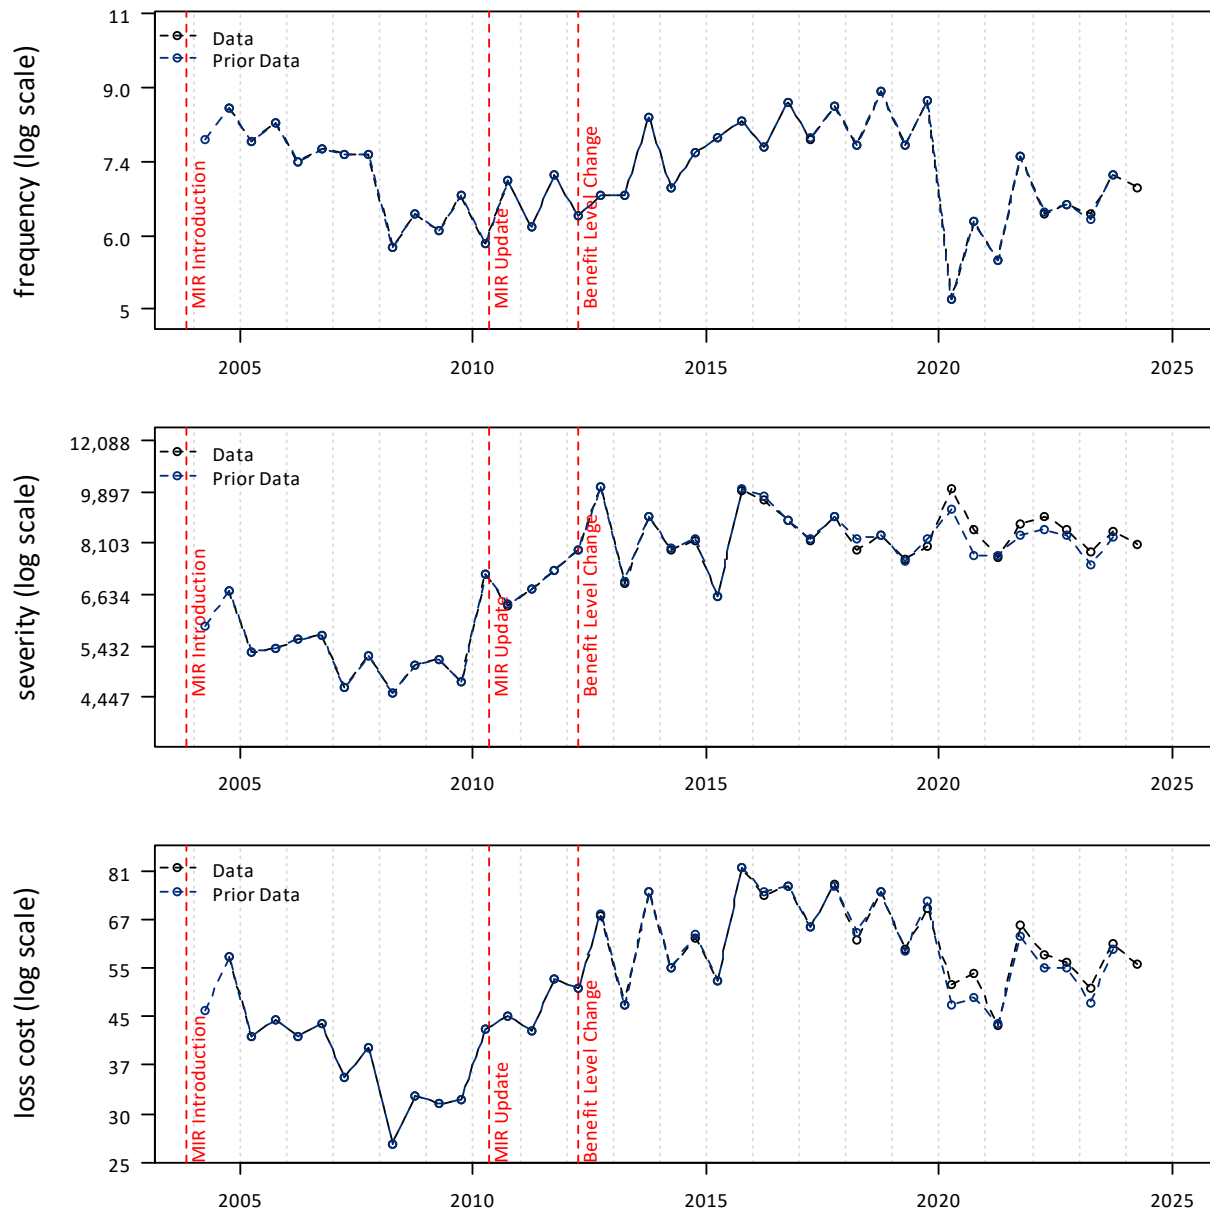 frequency (log scale)
11
9.0
7.4
6.0
5
Data
Prior Data
MIR Introduction
MIR Update
Benefit Level Change
2005
2010
2015
2020
2025
severity (log scale)
12,088
9,897
8,103
6,634
5,432
4,447
Data
Prior Data
MIR Introduction
MIR Update
Benefit Level Change
2005
2010
2015
2020
2025
loss cost (log scale)
81
67
55
45
37
30
25
Data
Prior Data
MIR Introduction
MIR Update
Benefit Level Change
2005
2010
2015
2020
2025